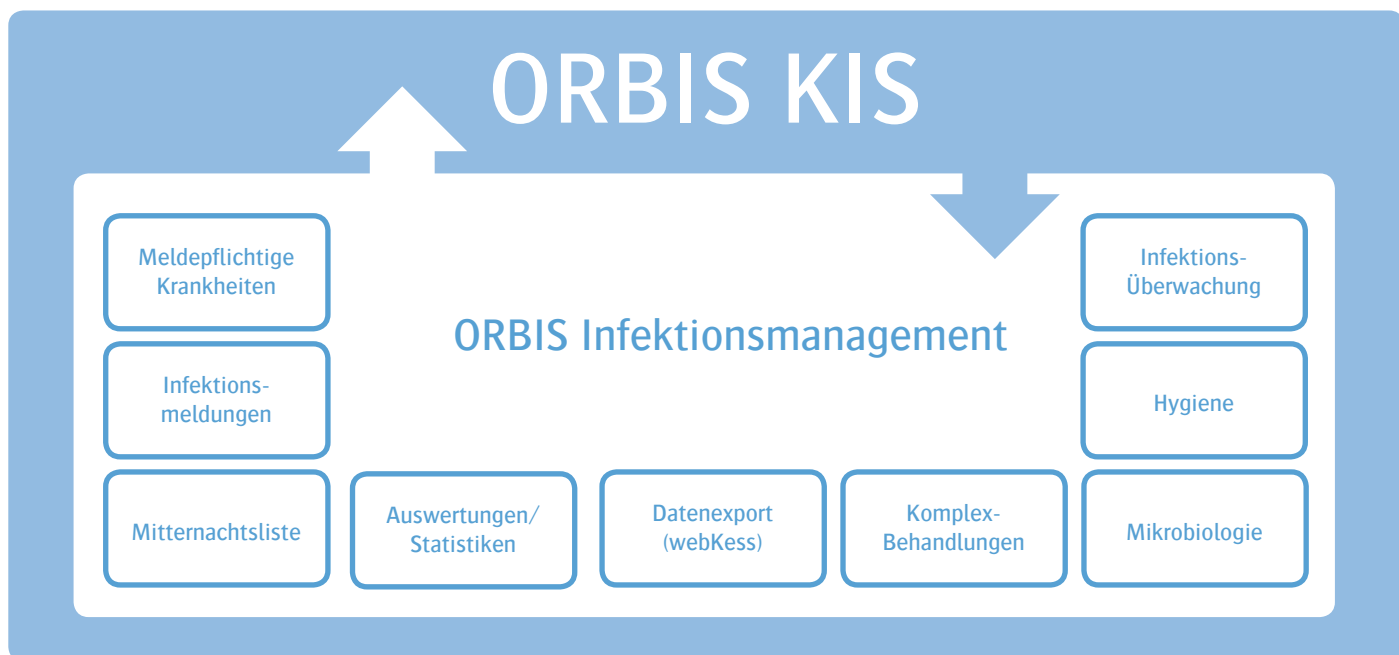 ORBIS KIS
Meldepflichtige
Krankheiten
Infektions-
Überwachung
ORBIS Infektionsmanagement
Infektions-
meldungen
Hygiene
Mitternachtsliste
Auswertungen/
Statistiken
Datenexport
(webKess)
Komplex-
Behandlungen
Mikrobiologie